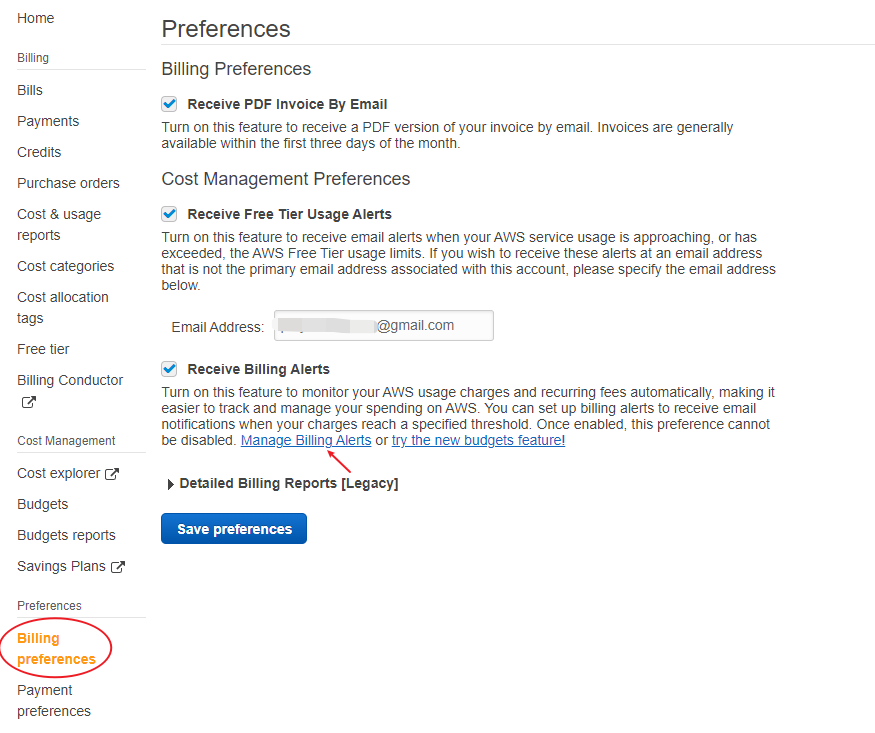 Home
Billing
Bills
Payments
Credits
Purchase orders
Cost & usage
reports
Cost categories
Cost allocation
tags
Free tier
Billing Conductor
Cost Management
Cost explorer
Budgets
Budgets reports
Savings Plans
Preferences
Billing
preferences
Payment
preferences
Preferences
Billing Preferences
Receive PDF Invoice By Email
Turn on this feature to receive a PDF version of your invoice by email. Invoices are generally
available within the first three days of the month.
Cost Management Preferences
Receive Free Tier Usage Alerts
Turn on this feature to receive email alerts when your AWS service usage is approaching, or has
exceeded, the AWS Free Tier usage limits. If you wish to receive these alerts at an email address
that is not the primary email address associated with this account, please specify the email address
below.
Email Address: @gmail.com
Receive Billing Alerts
Turn on this feature to monitor your AWS usage charges and recurring fees automatically, making it
easier to track and manage your spending on AWS. You can set up billing alerts to receive email
notifications when your charges reach a specified threshold. Once enabled, this preference cannot
be disabled. Manage Billing Alerts or try the new budgets feature!
Detailed Billing Reports [Legacy]
Save preferences